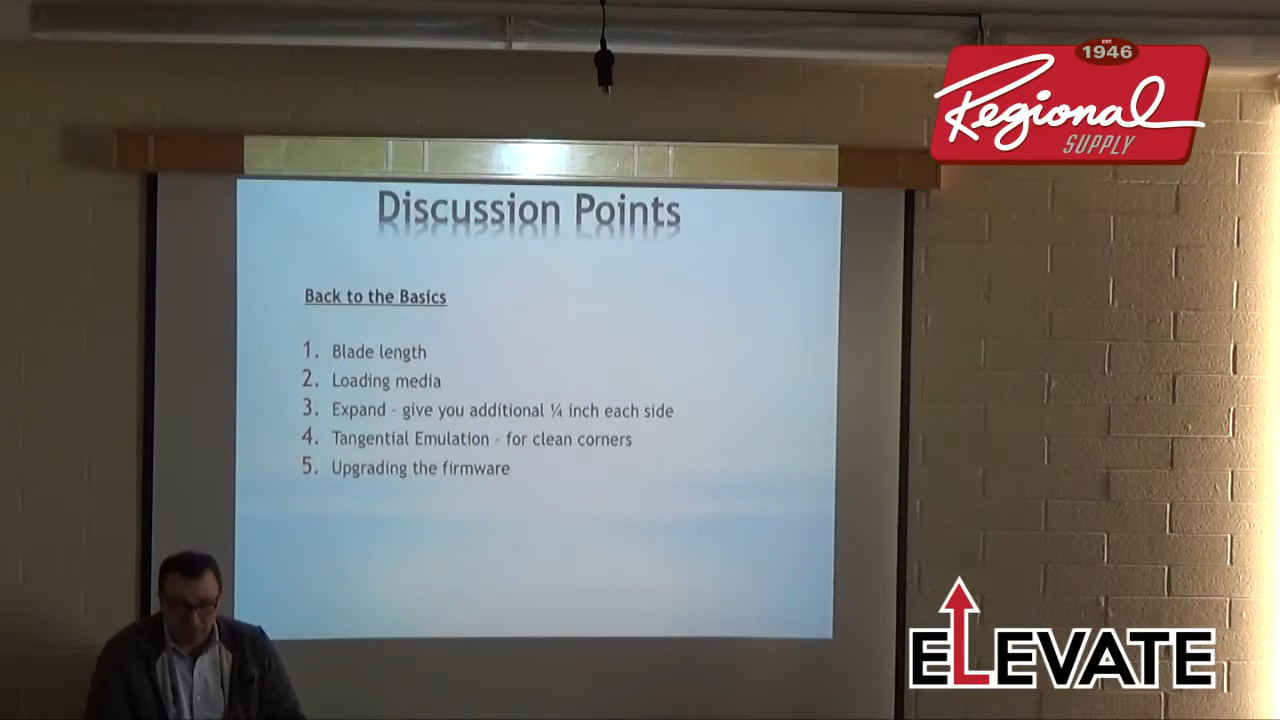 EST.
1946
Regional
SUPPLY
Discussion Points
Back to the Basics
1. Blade length
2. Loading media
3. Expand - give you additional ¼ inch each side
4. Tangential Emulation - for clean corners
5. Upgrading the firmware
ELEVATE